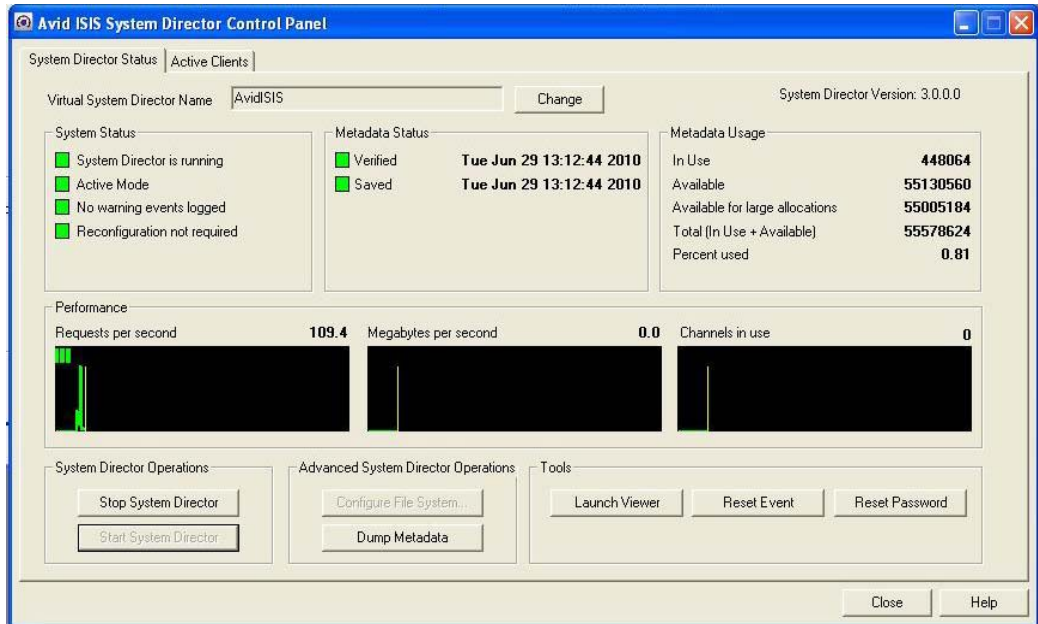 Avid ISIS System Director Control Panel
System Director Status Active Clients
Virtual System Director Name AvidISIS Change System Director Version: 3.0.0.0
System Status
System Director is running
Active Mode
No warning events logged
Reconfiguration not required
Metadata Status
Verified Tue Jun 29 13:12:44 2010
Saved Tue Jun 29 13:12:44 2010
Metadata Usage
In Use 448064
Available 55130560
Available for large allocations 55005184
Total (In Use + Available) 55578624
Percent used 0.81
Performance
Requests per second 109.4
Megabytes per second 0.0
Channels in use 0
System Director Operations
Stop System Director
Start System Director
Advanced System Director Operations
Configure File System...
Dump Metadata
Tools
Launch Viewer Reset Event Reset Password
Close Help